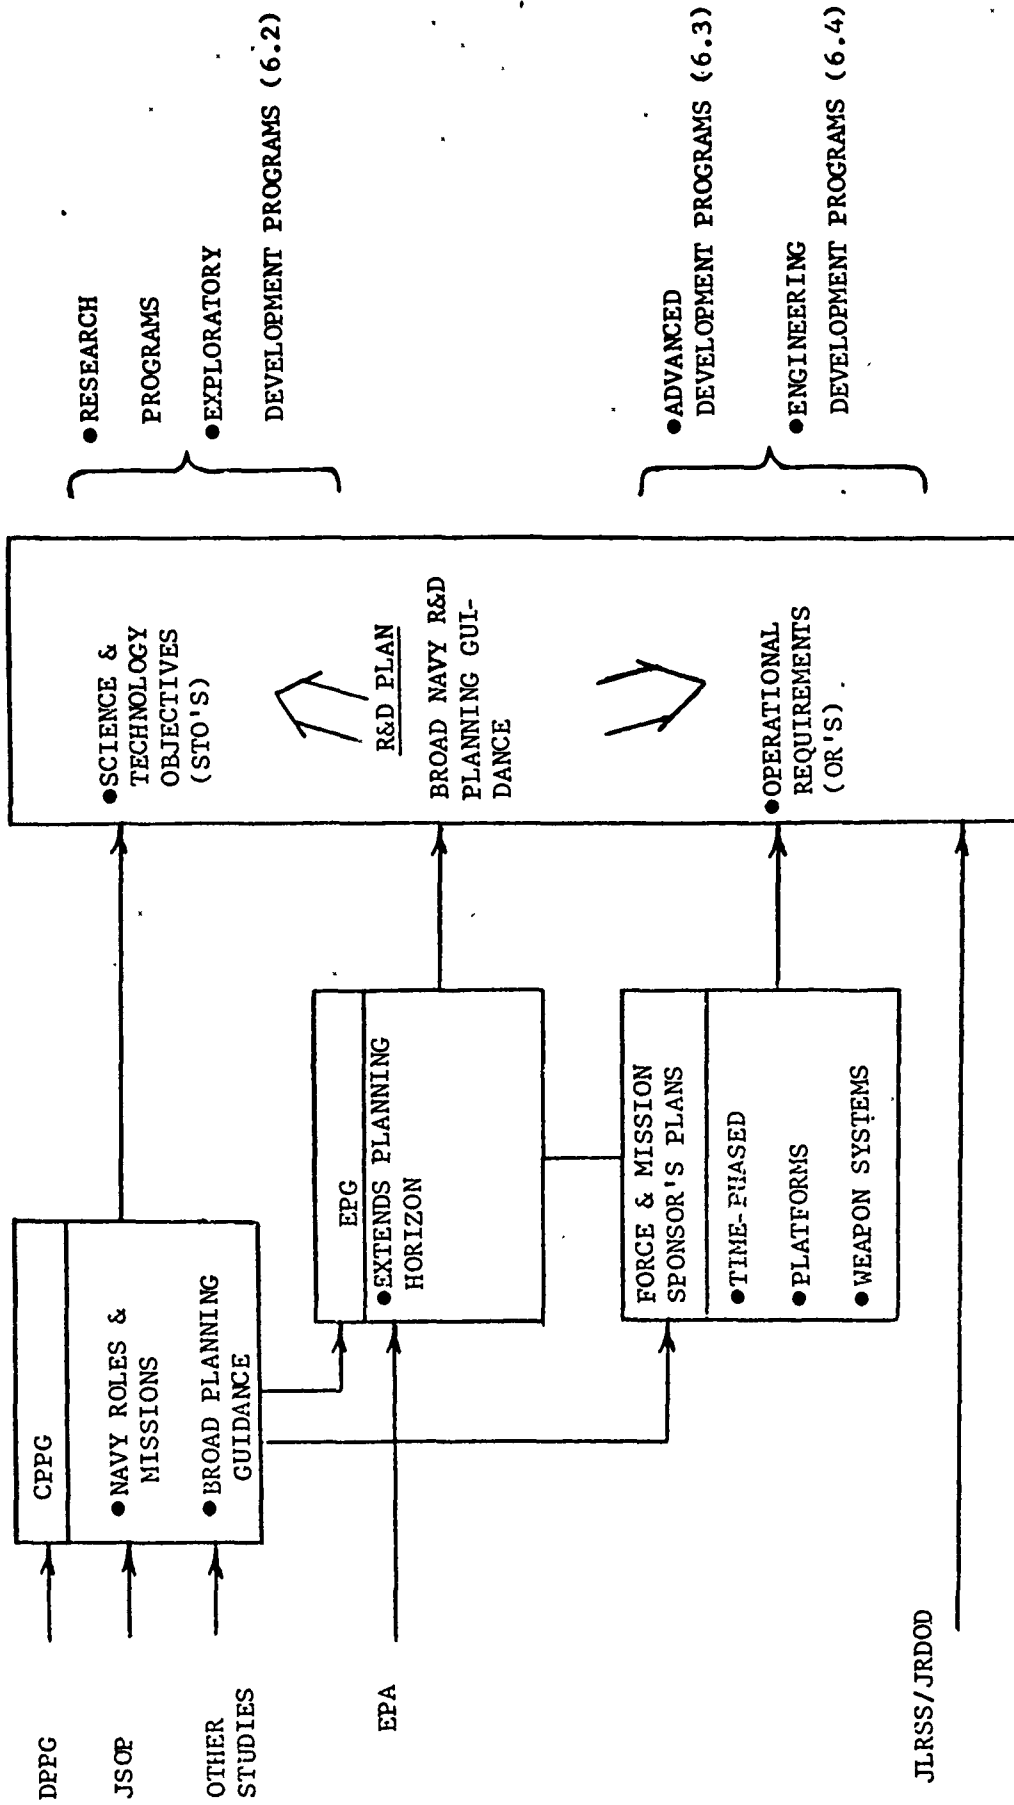 DPPG
JSOP
OTHER
STUDIES
EPA
JLRSS/JRDOD
CPPG
●NAVY ROLES &
MISSIONS
●BROAD PLANNING
GUIDANCE
EPG
●EXTENDS PLANNING
HORIZON
FORCE & MISSION
SPONSOR'S PLANS
●TIME-PHASED
●PLATFORMS
●WEAPON SYSTEMS
●SCIENCE &
TECHNOLOGY
OBJECTIVES
(STO'S)
R&D PLAN
BROAD NAVY R&D
PLANNING GUI-
DANCE
●OPERATIONAL
REQUIREMENTS
(OR'S)
●RESEARCH
PROGRAMS
●EXPLORATORY
DEVELOPMENT PROGRAMS (6.2)
●ADVANCED
DEVELOPMENT PROGRAMS (6.3)
●ENGINEERING
DEVELOPMENT PROGRAMS (6.4)